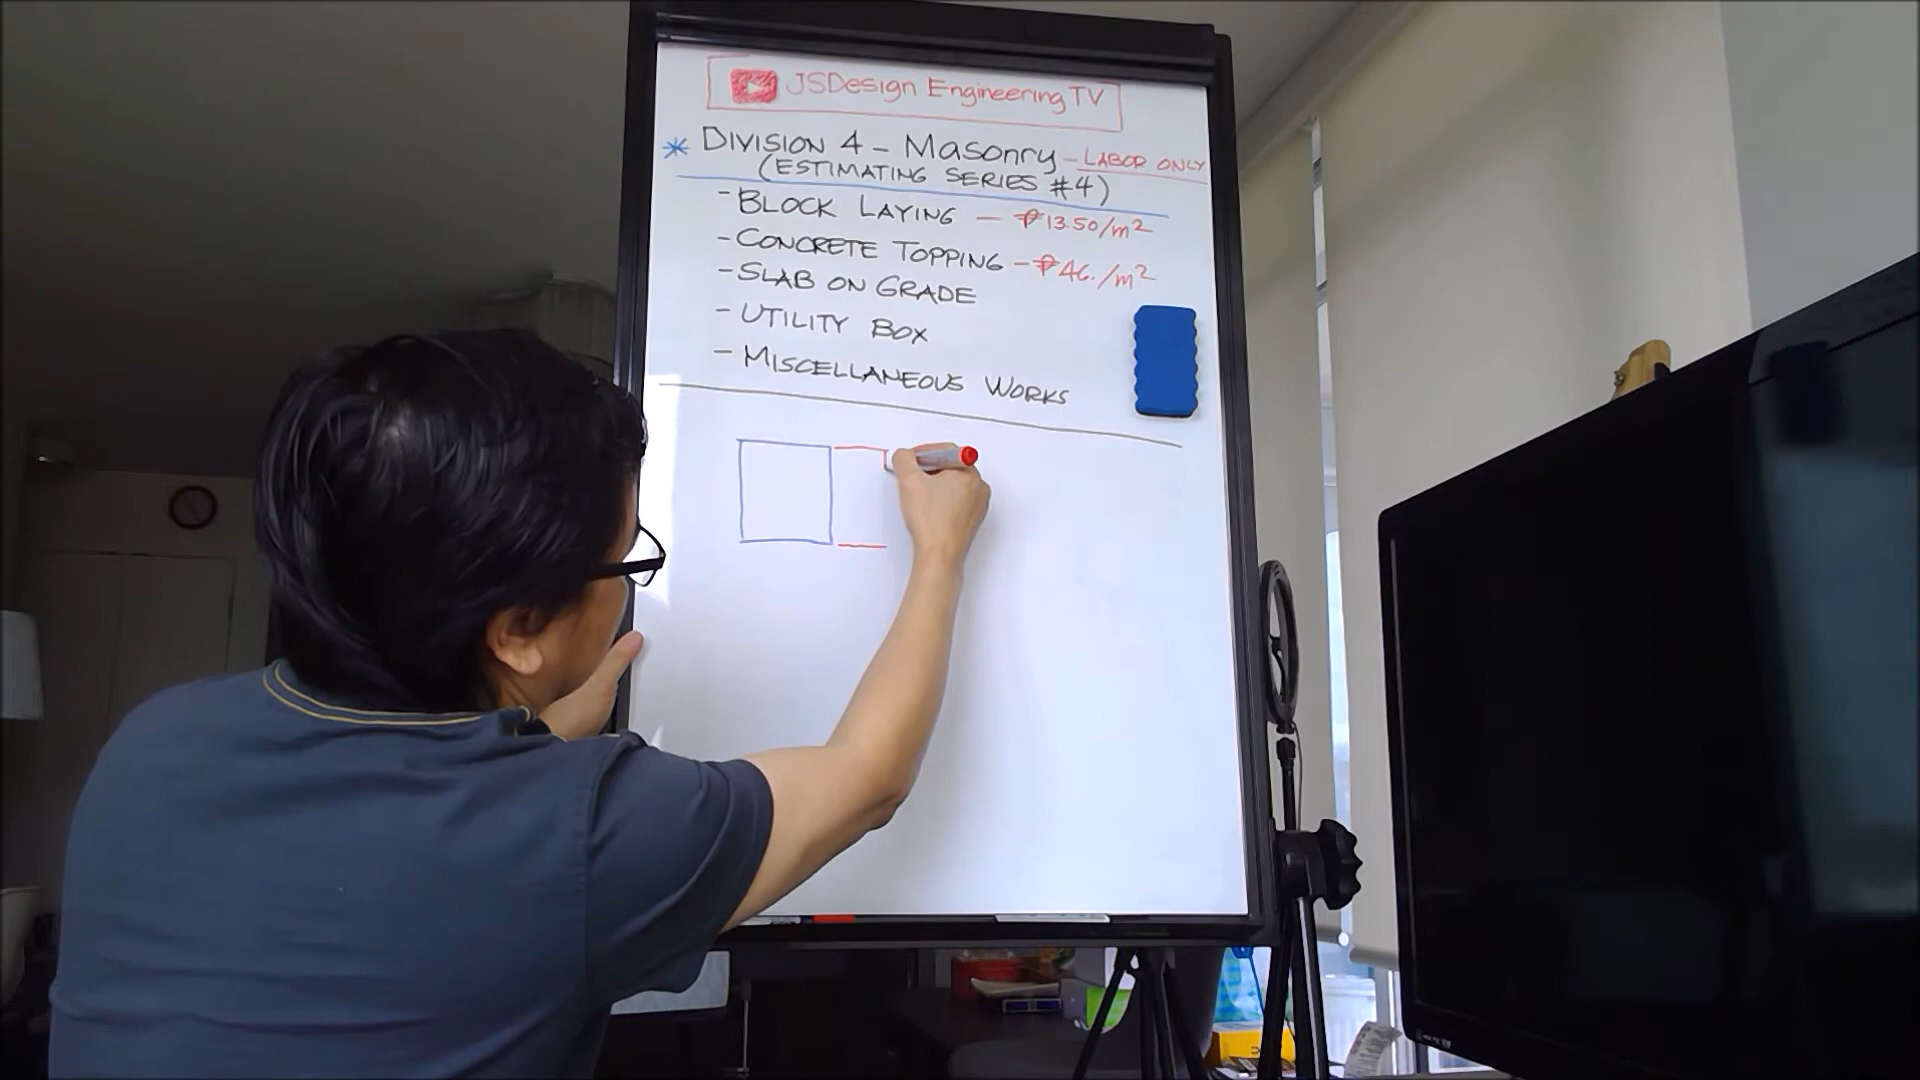 JSDesign Engineering TV
* DIVISION 4 - Masonry - LABOR ONLY
(ESTIMATING SERIES #4)
- BLOCK LAYING - ₱13.50/m²
- CONCRETE TOPPING - ₱46./m²
- SLAB ON GRADE
- UTILITY BOX
- MISCELLANEOUS WORKS